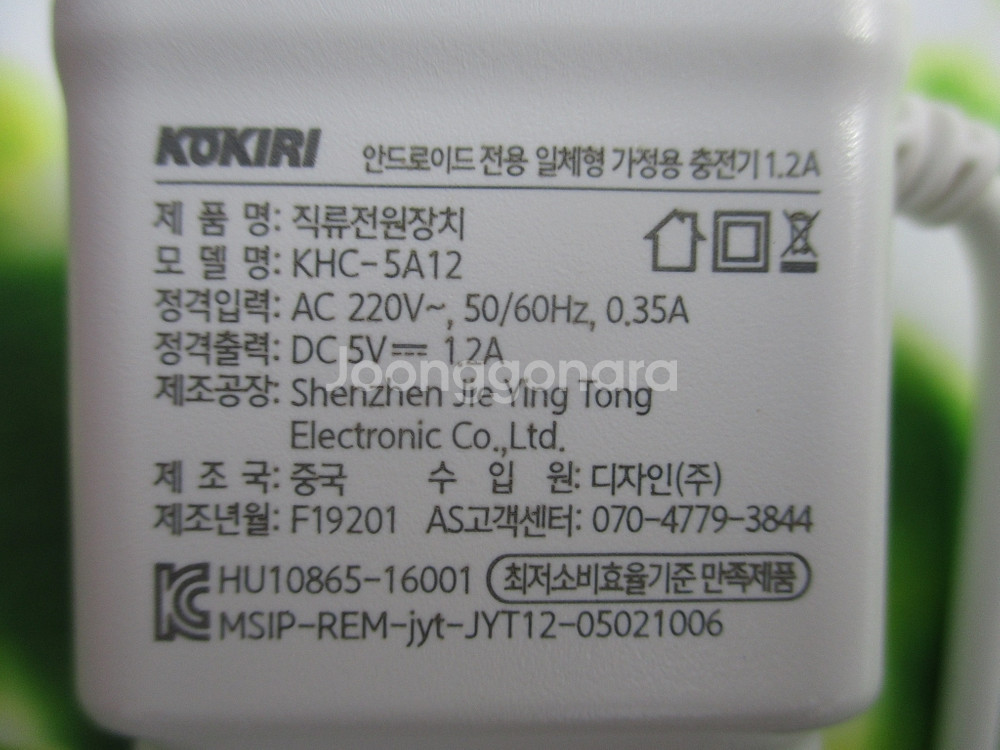 KOKIRI 안드로이드 전용 일체형 가정용 충전기 1.2A
제 품 명: 직류전원장치
모 델 명: KHC-5A12
정격입력: AC 220V~, 50/60Hz, 0.35A
정격출력: DC 5V⎓ 1.2A
Joonggonara
제조공장: Shenzhen Jie Ying Tong
Electronic Co.,Ltd.
제 조 국: 중국 수 입 원: 디자인(주)
제조년월: F19201 AS고객센터: 070-4779-3844
HU10865-16001 최저소비효율기준 만족제품
MSIP-REM-jyt-JYT12-05021006